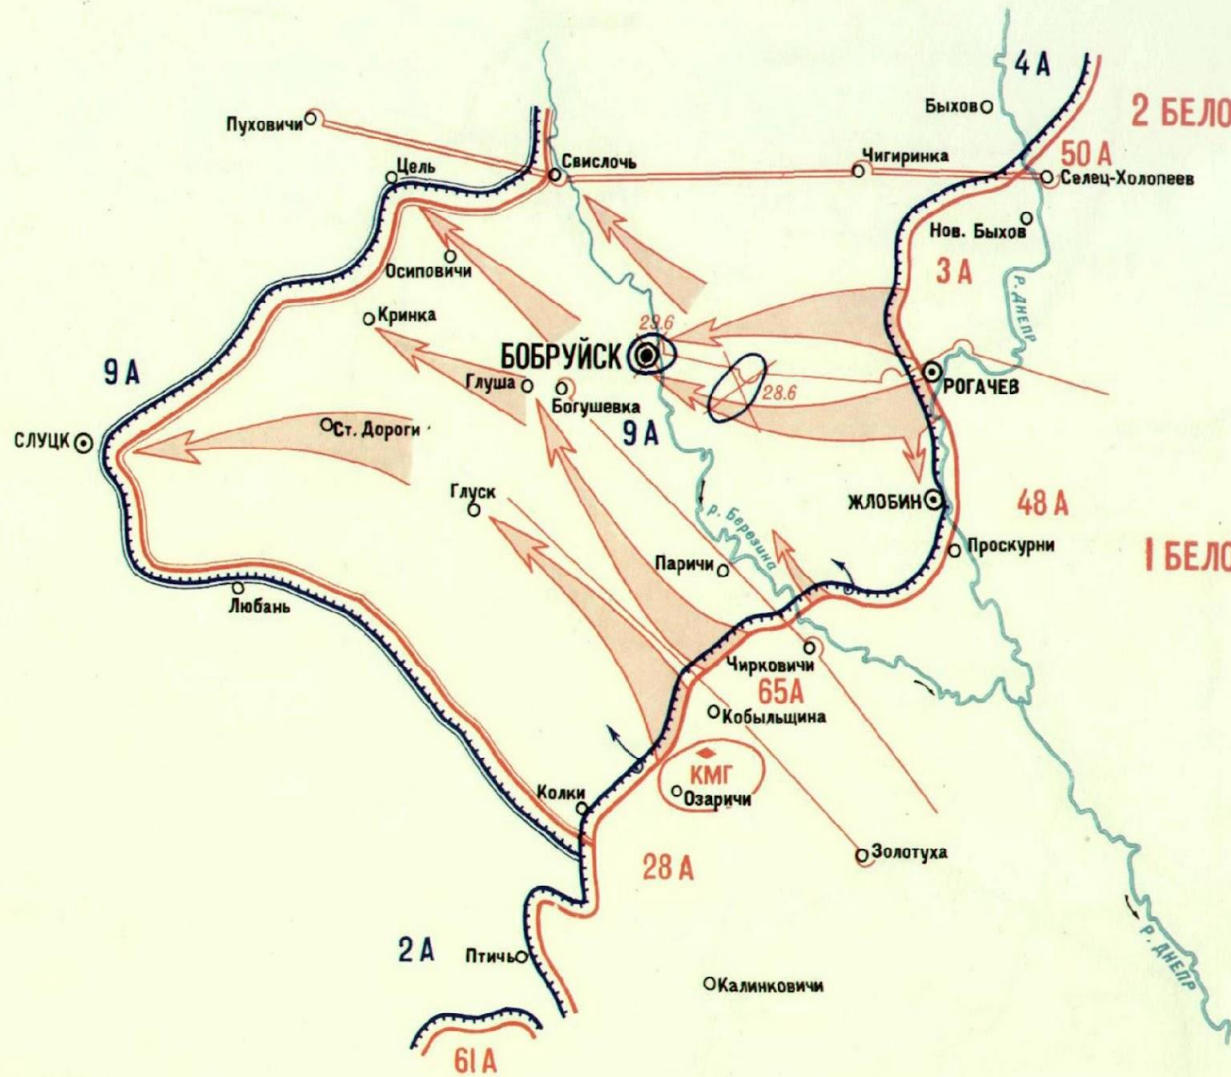 4 А
Быхов
2 БЕЛО
Пуховичи
50 А
Цель
Свислочь
Чигиринка
Селец-Холопеев
Нов. Быхов
Осиповичи
3 А
р. ДНЕПР
Кринка
29.6
БОБРУЙСК
9 А
Глуша
Богушевка
28.6
РОГАЧЕВ
СЛУЦК
Ст. Дороги
9 А
Глуск
ЖЛОБИН
48 А
р. Березина
Проскурни
Паричи
1 БЕЛО
Любань
Чирковичи
65А
Кобыльщина
КМГ
Озаричи
Колки
Золотуха
28 А
2 А
Птичь
р. ДНЕПР
Калинковичи
61 А